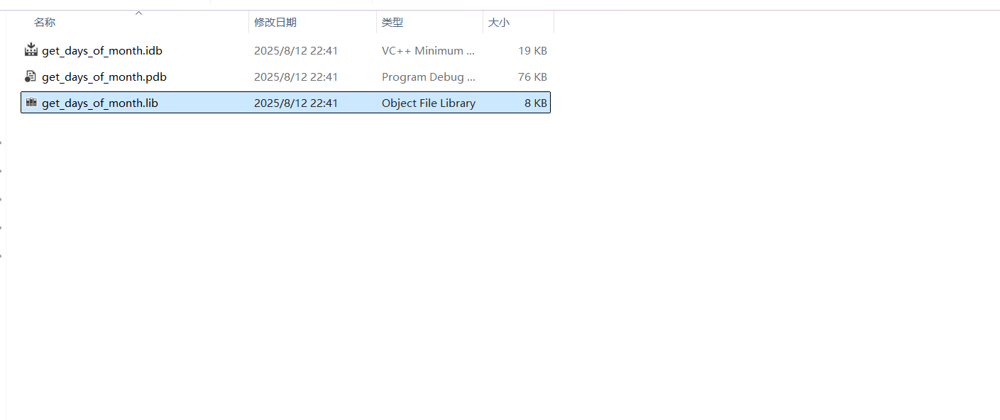 名称 修改日期 类型 大小
get_days_of_month.idb 2025/8/12 22:41 VC++ Minimum ... 19 KB
get_days_of_month.pdb 2025/8/12 22:41 Program Debug ... 76 KB
get_days_of_month.lib 2025/8/12 22:41 Object File Library 8 KB